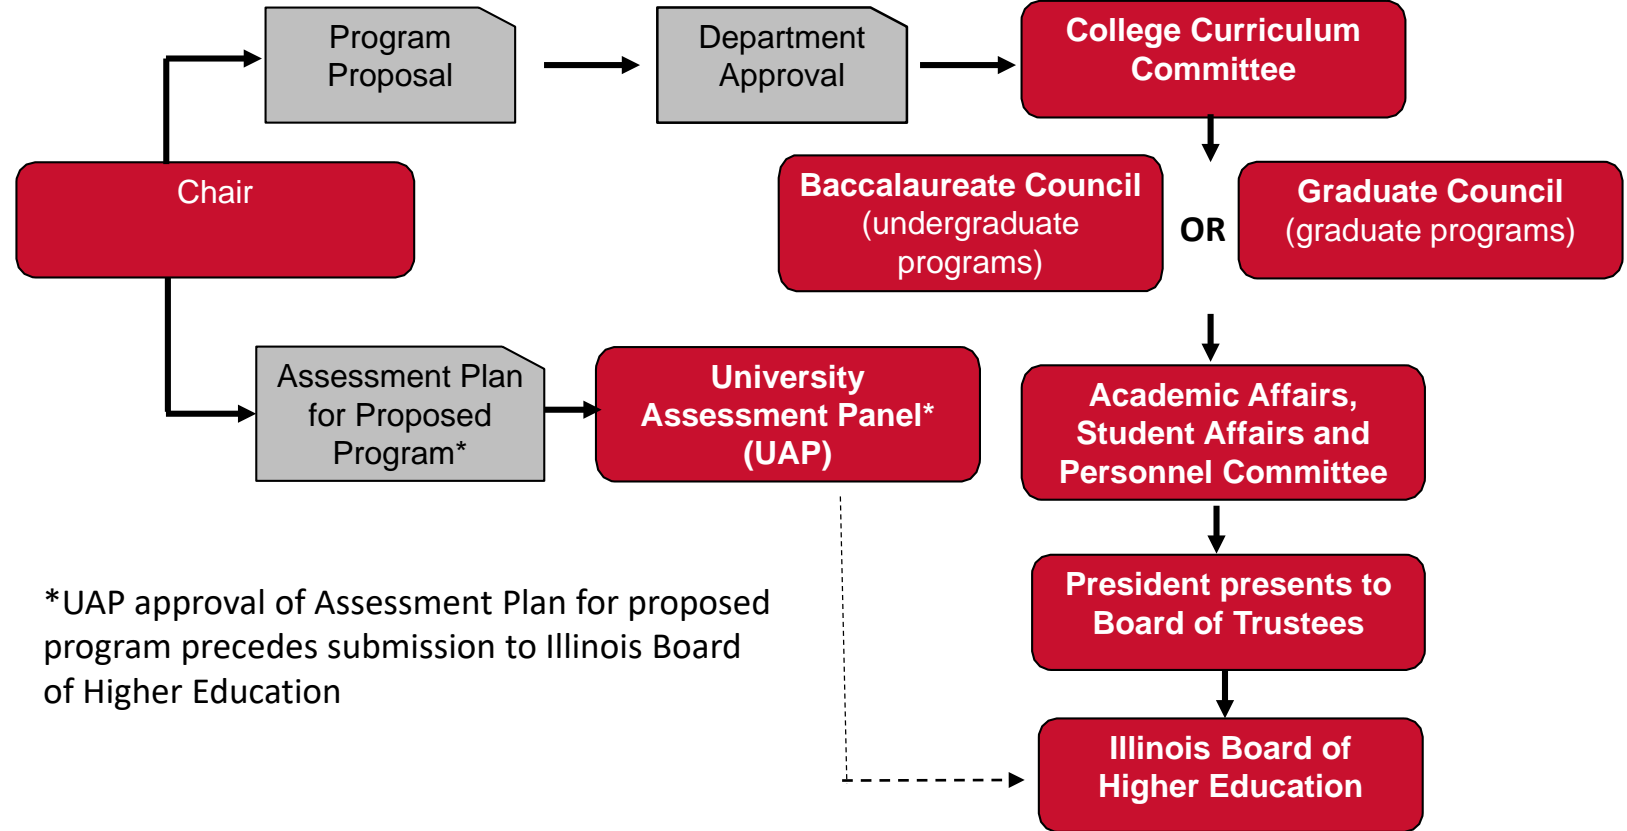 Program
Proposal
Department
Approval
College Curriculum
Committee
Chair
Baccalaureate Council
(undergraduate
programs)
OR
Graduate Council
(graduate programs)
Assessment Plan
for Proposed
Program*
University
Assessment Panel*
(UAP)
Academic Affairs,
Student Affairs and
Personnel Committee
President presents to
Board of Trustees
*UAP approval of Assessment Plan for proposed
program precedes submission to Illinois Board
of Higher Education
Illinois Board of
Higher Education